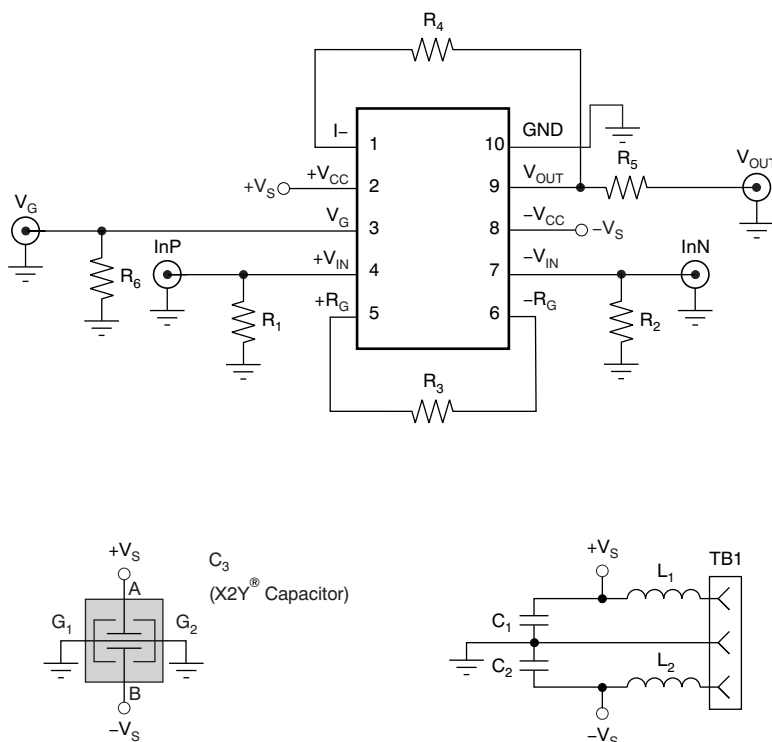 R4
I– 1 10 GND
+VS +VCC 2 9 VOUT R5 VOUT
VG VG 3 8 –VCC –VS
InP +VIN 4 7 –VIN InN
R6 R1 +RG 5 6 –RG R2
R3
+VS
A
G1 G2
B
–VS
C3
(X2Y® Capacitor)
+VS
L1
TB1
C1
C2
L2
–VS